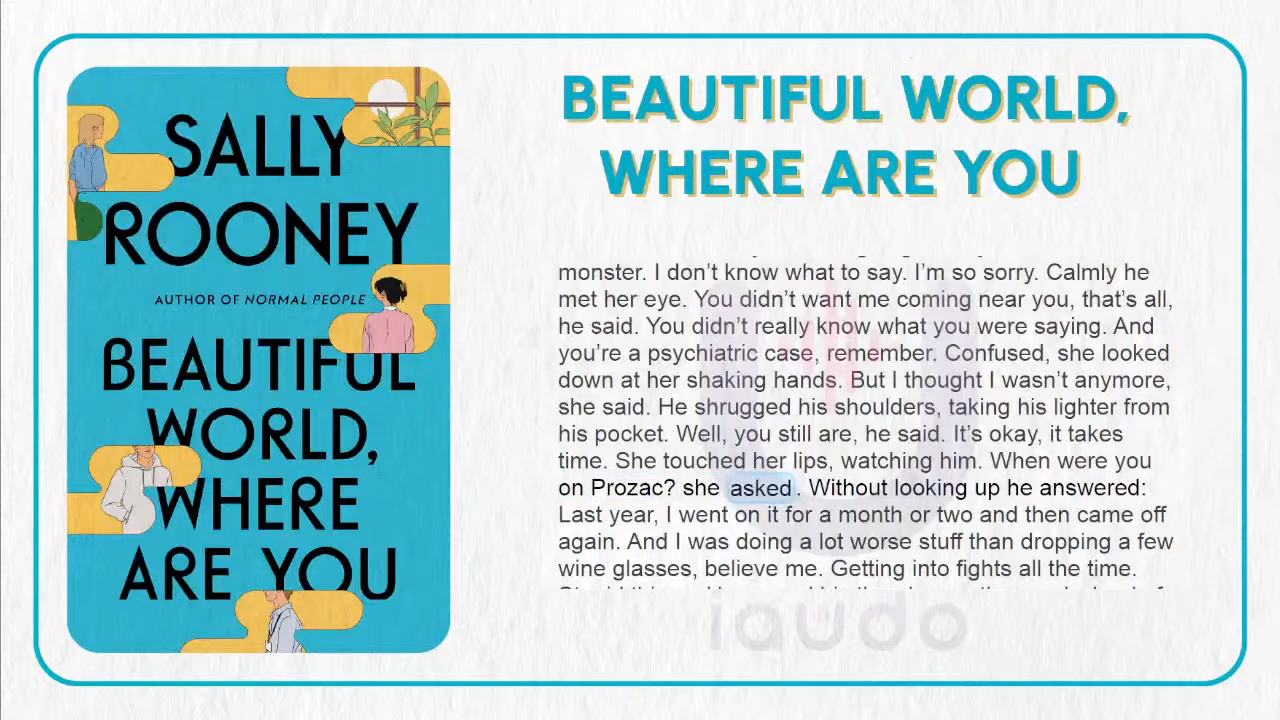 SALLY
ROONEY
AUTHOR OF NORMAL PEOPLE
BEAUTIFUL
WORLD,
WHERE
ARE YOU
BEAUTIFUL WORLD,
WHERE ARE YOU
monster. I don't know what to say. I'm so sorry. Calmly he
met her eye. You didn't want me coming near you, that's all,
he said. You didn't really know what you were saying. And
you're a psychiatric case, remember. Confused, she looked
down at her shaking hands. But I thought I wasn't anymore,
she said. He shrugged his shoulders, taking his lighter from
his pocket. Well, you still are, he said. It's okay, it takes
time. She touched her lips, watching him. When were you
on Prozac? she asked. Without looking up he answered:
Last year, I went on it for a month or two and then came off
again. And I was doing a lot worse stuff than dropping a few
wine glasses, believe me. Getting into fights all the time.
iaudo